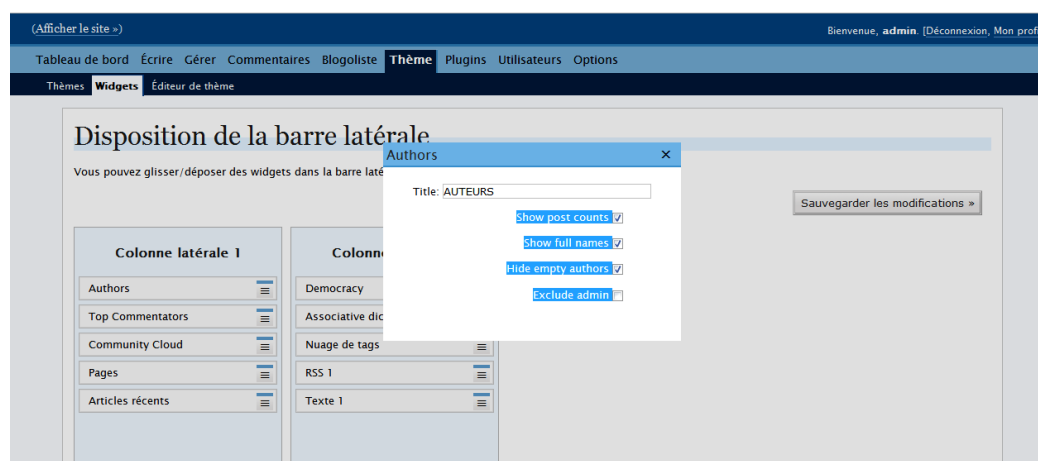 (Afficher le site »)
Bienvenue, admin. [Déconnexion, Mon profi
Tableau de bord Écrire Gérer Commentaires Blogoliste Thème Plugins Utilisateurs Options
Thèmes Widgets Éditeur de thème
Disposition de la barre latérale
Vous pouvez glisser/déposer des widgets dans la barre laté
Authors
Title: AUTEURS
Show post counts
Show full names
Hide empty authors
Exclude admin
Sauvegarder les modifications »
Colonne latérale 1
Authors
Top Commentators
Community Cloud
Pages
Articles récents
Colonn
Democracy
Associative dic
Nuage de tags
RSS 1
Texte 1